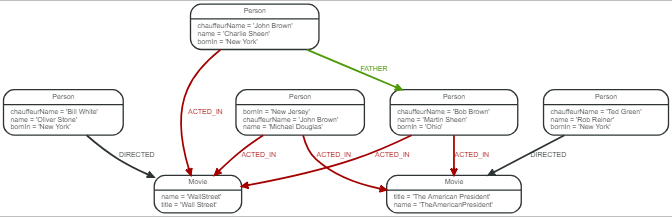 Person
chauffeurName = 'John Brown'
name = 'Charlie Sheen'
bornIn = 'New York'
FATHER
Person
chauffeurName = 'Bill White'
name = 'Oliver Stone'
bornIn = 'New York'
ACTED_IN
Person
bornIn = 'New Jersey'
chauffeurName = 'John Brown'
name = 'Michael Douglas'
Person
chauffeurName = 'Bob Brown'
name = 'Martin Sheen'
bornIn = 'Ohio'
Person
chauffeurName = 'Ted Green'
name = 'Rob Reiner'
bornIn = 'New York'
DIRECTED
ACTED_IN
ACTED_IN
ACTED_IN
ACTED_IN
DIRECTED
Movie
name = 'WallStreet'
title = 'Wall Street'
Movie
title = 'The American President'
name = 'TheAmericanPresident'